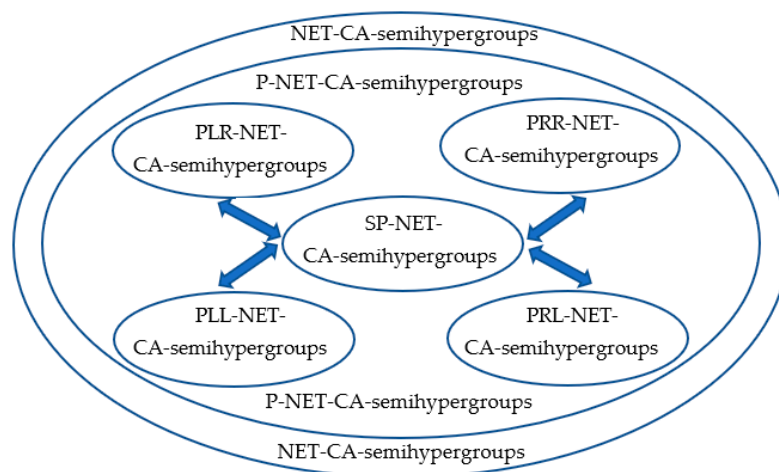 NET-CA-semihypergroups
P-NET-CA-semihypergroups
PLR-NET-
CA-semihypergroups
PRR-NET-
CA-semihypergroups
SP-NET-
CA-semihypergroups
PLL-NET-
CA-semihypergroups
PRL-NET-
CA-semihypergroups
P-NET-CA-semihypergroups
NET-CA-semihypergroups